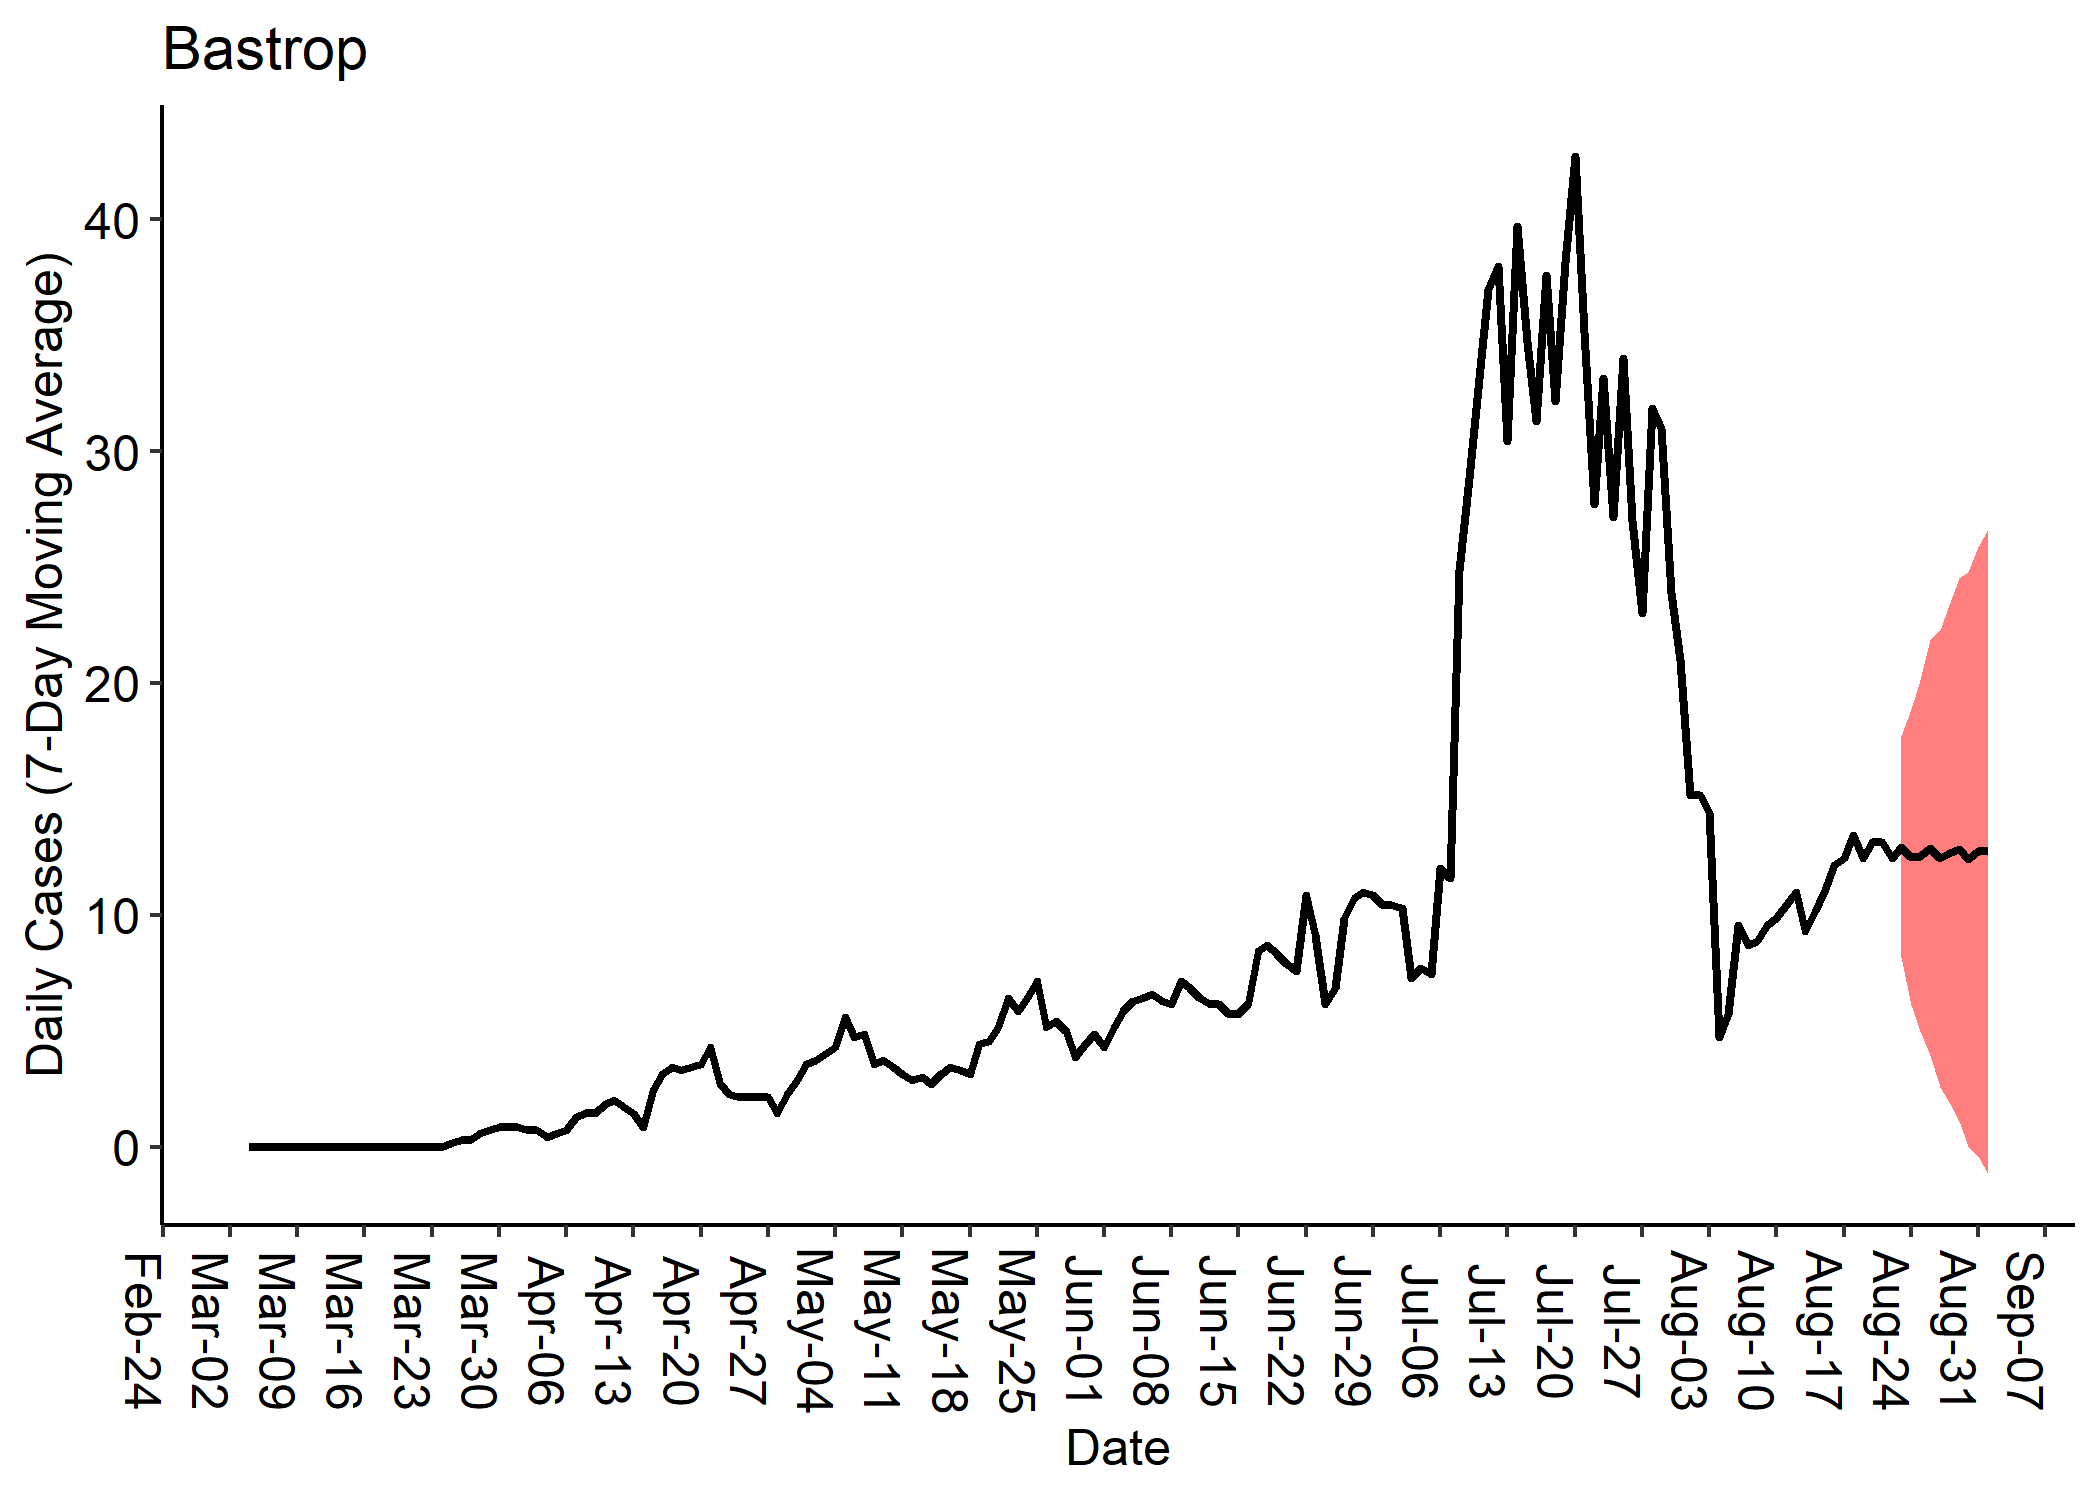 Bastrop
Daily Cases (7-Day Moving Average)
40
30
20
10
0
Feb-24
Mar-02
Mar-09
Mar-16
Mar-23
Mar-30
Apr-06
Apr-13
Apr-20
Apr-27
May-04
May-11
May-18
May-25
Jun-01
Jun-08
Jun-15
Jun-22
Jun-29
Jul-06
Jul-13
Jul-20
Jul-27
Aug-03
Aug-10
Aug-17
Aug-24
Aug-31
Sep-07
Date